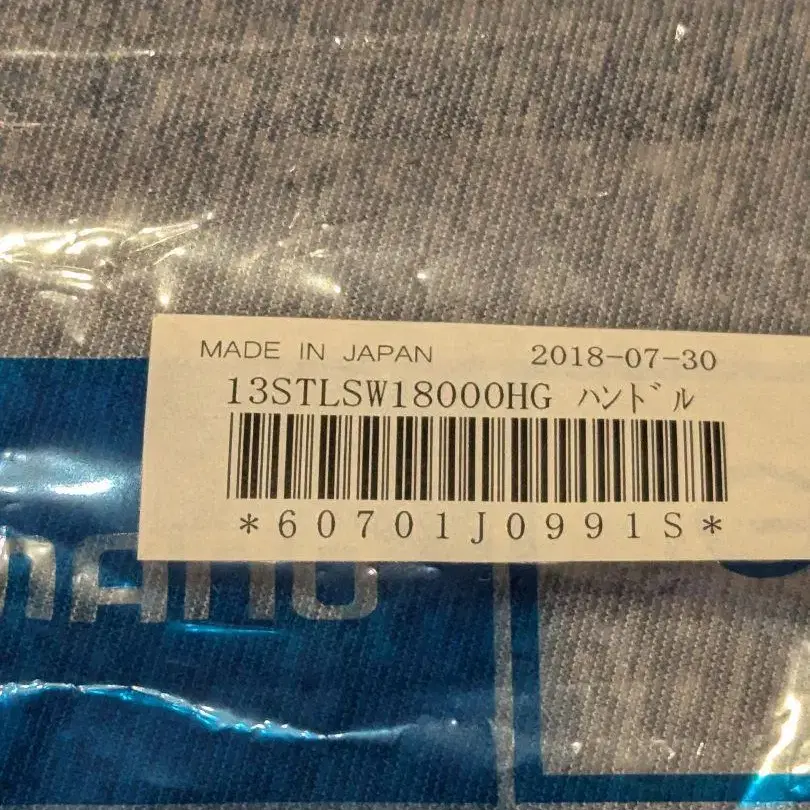 MADE IN JAPAN 2018-07-30
13STLSW18000HG ハンドル
*60701J0991S*